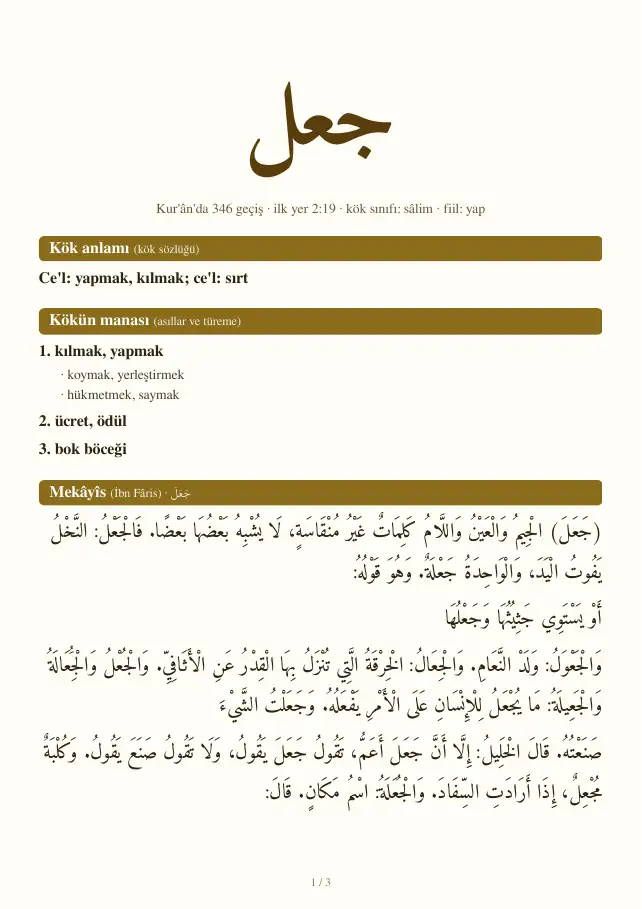 جعل
Kur'ân'da 346 geçiş · ilk yer 2:19 · kök sınıfı: sâlim · fiil: yap
Kök anlamı (kök sözlüğü)
Ce'l: yapmak, kılmak; ce'l: sırt
Kökün manası (asıllar ve türeme)
1. kılmak, yapmak
· koymak, yerleştirmek
· hükmetmek, saymak
2. ücret, ödül
3. bok böceği
Mekâyîs (İbn Fâris) · جَعَلَ
(جَعَلَ) الْجِيمُ وَالْعَيْنُ وَاللَّامُ كَلِمَاتٌ غَيْرُ مُنْقَاسَةٍ، لَا يُشْبِهُ بَعْضُهَا بَعْضًا. فَالْجَعْلُ: النَّخْلُ
يَفُوتُ الْيَدَ، وَالْوَاحِدَةُ جَعْلَةٌ. وَهُوَ قَوْلُهُ:
أَوْ يَسْتَوِي جَثِيثُهَا وَجَعْلُهَا
وَالْجَعْوَلُ: وَلَدُ النَّعَامِ. وَالْجِعَالُ: الْخِرْقَةُ الَّتِي تُنْزَلُ بِهَا الْقِدْرُ عَنِ الْأَثَافِيِّ. وَالْجُعْلُ وَالْجُِعَالَةُ
وَالْجَعِيلَةُ: مَا يُجْعَلُ لِلْإِنْسَانِ عَلَى الْأَمْرِ يَفْعَلُهُ. وَجَعَلْتُ الشَّيْءَ
صَنَعْتُهُ. قَالَ الْخَلِيلُ: إِلَّا أَنَّ جَعَلَ أَعَمُّ، تَقُولُ جَعَلَ يَقُولُ، وَلَا تَقُولُ صَنَعَ يَقُولُ. وَكَلْبَةٌ
مُجْعِلٌ، إِذَا أَرَادَتِ السِّفَادَ. وَالْجُعَلَةُ: اسْمُ مَكَانٍ. قَالَ:
1 / 3